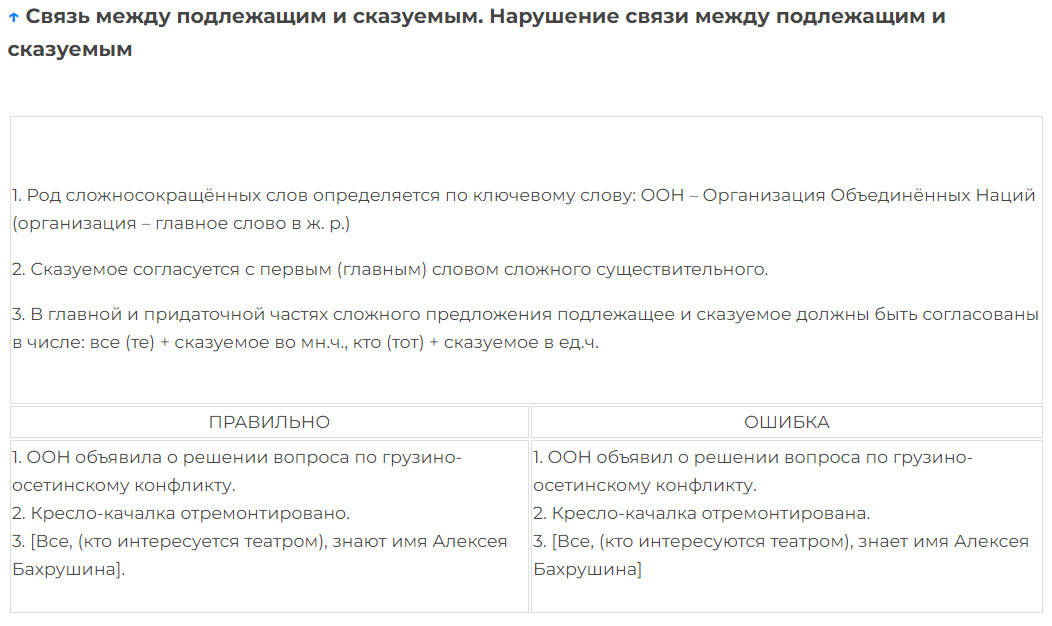 ↑ Связь между подлежащим и сказуемым. Нарушение связи между подлежащим и
сказуемым
1. Род сложносокращённых слов определяется по ключевому слову: ООН – Организация Объединённых Наций
(организация – главное слово в ж. р.)
2. Сказуемое согласуется с первым (главным) словом сложного существительного.
3. В главной и придаточной частях сложного предложения подлежащее и сказуемое должны быть согласованы
в числе: все (те) + сказуемое во мн.ч., кто (тот) + сказуемое в ед.ч.
ПРАВИЛЬНО
ОШИБКА
1. ООН объявила о решении вопроса по грузино-
осетинскому конфликту.
2. Кресло-качалка отремонтировано.
3. [Все, (кто интересуется театром), знают имя Алексея
Бахрушина].
1. ООН объявил о решении вопроса по грузино-
осетинскому конфликту.
2. Кресло-качалка отремонтирована.
3. [Все, (кто интересуются театром), знает имя Алексея
Бахрушина]